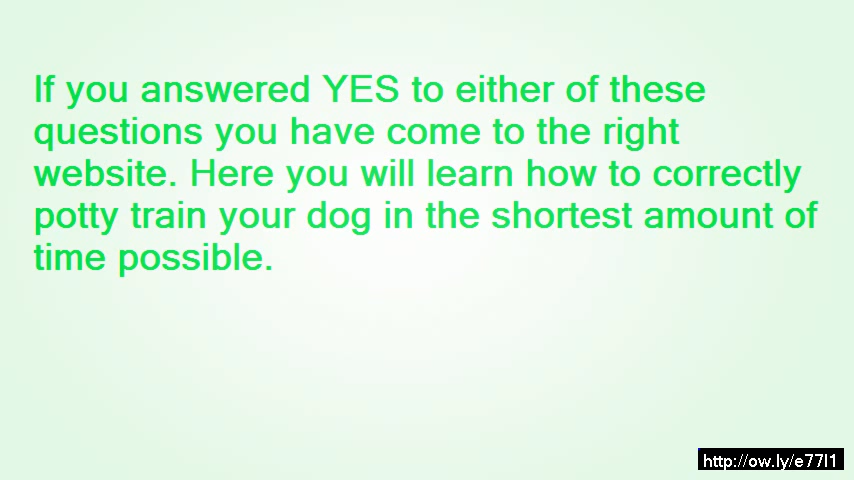 If you answered YES to either of these
questions you have come to the right
website. Here you will learn how to correctly
potty train your dog in the shortest amount of
time possible.
http://ow.ly/e77I1